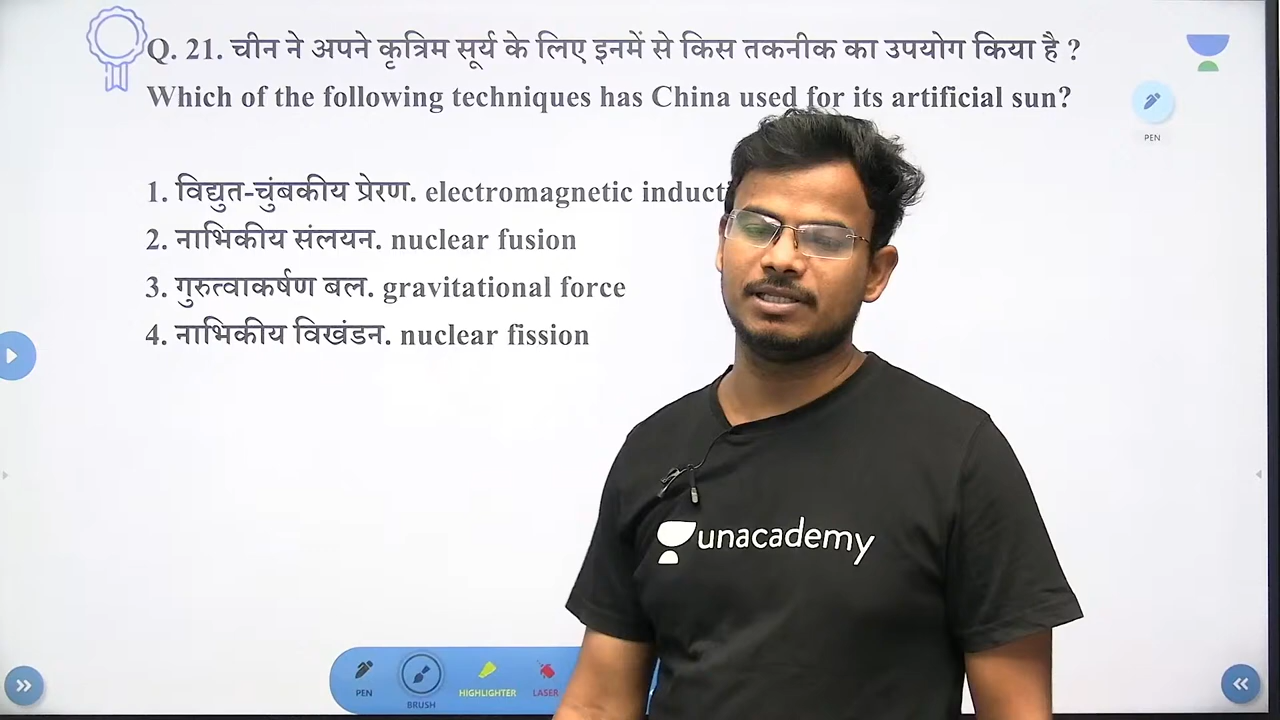 Q. 21. चीन ने अपने कृत्रिम सूर्य के लिए इनमें से किस तकनीक का उपयोग किया है ?
Which of the following techniques has China used for its artificial sun?
PEN
1. विद्युत-चुंबकीय प्रेरण. electromagnetic
2. नाभिकीय संलयन. nuclear fusion
3. गुरुत्वाकर्षण बल. gravitational force
4. नाभिकीय विखंडन. nuclear fission
unacademy
PEN BRUSH HIGHLIGHTER LASER